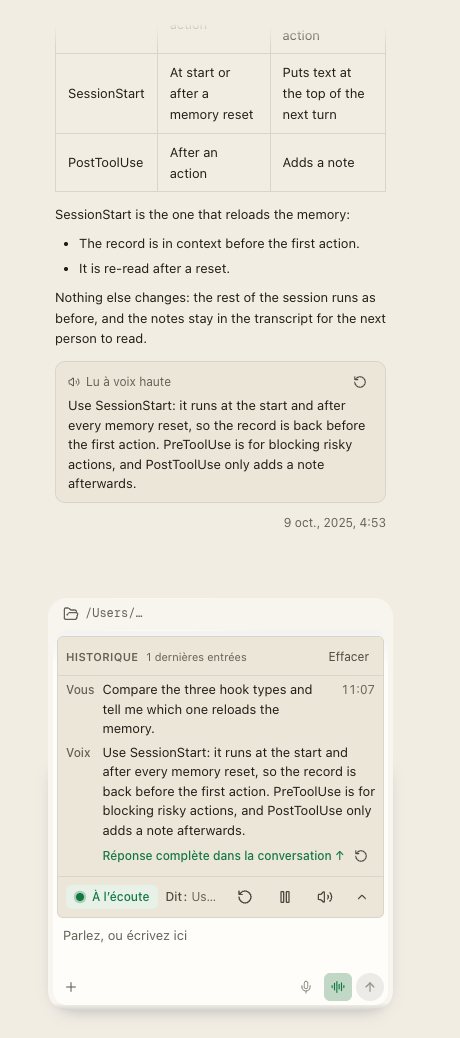 action
action
SessionStart
At start or
after a
memory reset
Puts text at
the top of the
next turn
PostToolUse
After an
action
Adds a note
SessionStart is the one that reloads the memory:
• The record is in context before the first action.
• It is re-read after a reset.
Nothing else changes: the rest of the session runs as
before, and the notes stay in the transcript for the next
person to read.
Lu à voix haute
Use SessionStart: it runs at the start and after
every memory reset, so the record is back before
the first action. PreToolUse is for blocking risky
actions, and PostToolUse only adds a note
afterwards.
9 oct., 2025, 4:53
/Users/…
HISTORIQUE 1 dernières entrées Effacer
Vous Compare the three hook types and 11:07
tell me which one reloads the
memory.
Voix Use SessionStart: it runs at the start and
after every memory reset, so the record is
back before the first action. PreToolUse is for
blocking risky actions, and PostToolUse only
adds a note afterwards.
Réponse complète dans la conversation ↑
À l'écoute Dit: Us…
Parlez, ou écrivez ici